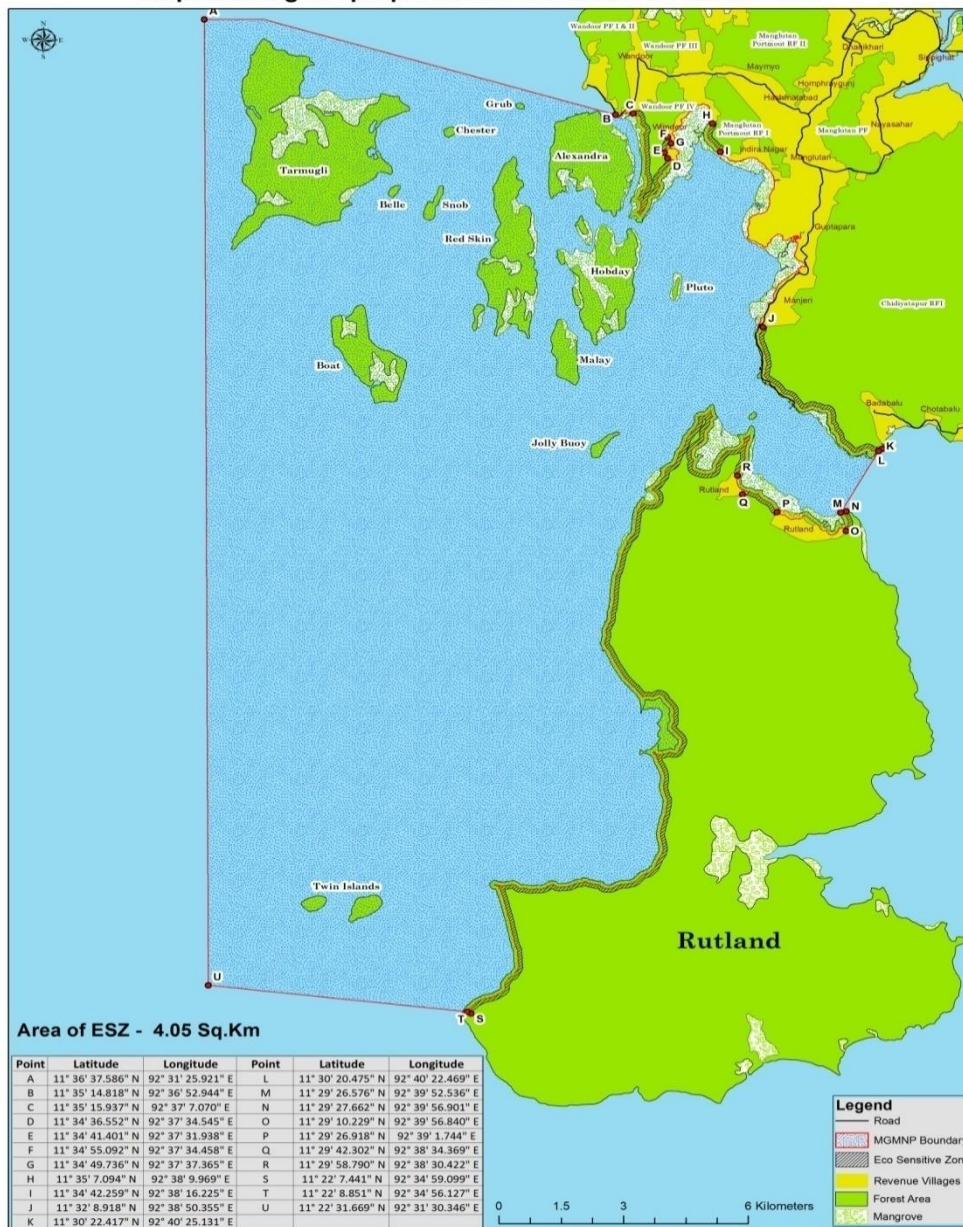 A
N
W E
S
Wandoor PF I & II
Manglutan
Portmout RF II
Wandoor PF III
Dhanikhari
Wandoor
Maymyo
Homphraygunj
Hashmatabad
Grub
B C
Wandoor PF IV
H
Manglutan
Portmout RF I
Manglutan PF
Nayasahar
Chester
Wandoor
F
G
E
D
I
Indira Nagar
Manglutan
Alexandra
Tarmugli
Belle
Snob
Guptapara
Red Skin
Hobday
Pluto
Manjeri
Chidiyatapur RFI
J
Boat
Malay
Badabalu
Chotabalu
Jolly Buoy
K
L
R
Rutland
Q
P
M N
Rutland
O
Twin Islands
Rutland
U
T S
Area of ESZ - 4.05 Sq.Km
Point Latitude Longitude Point Latitude Longitude
A 11° 36' 37.586" N 92° 31' 25.921" E L 11° 30' 20.475" N 92° 40' 22.469" E
B 11° 35' 14.818" N 92° 36' 52.944" E M 11° 29' 26.576" N 92° 39' 52.536" E
C 11° 35' 15.937" N 92° 37' 7.070" E N 11° 29' 27.662" N 92° 39' 56.901" E
D 11° 34' 36.552" N 92° 37' 34.545" E O 11° 29' 10.229" N 92° 39' 56.840" E
E 11° 34' 41.401" N 92° 37' 31.938" E P 11° 29' 26.918" N 92° 39' 1.744" E
F 11° 34' 55.092" N 92° 37' 34.458" E Q 11° 29' 42.302" N 92° 38' 34.369" E
G 11° 34' 49.736" N 92° 37' 37.365" E R 11° 29' 58.790" N 92° 38' 30.422" E
H 11° 35' 7.094" N 92° 38' 9.969" E S 11° 22' 7.441" N 92° 34' 59.099" E
I 11° 34' 42.259" N 92° 38' 16.225" E T 11° 22' 8.851" N 92° 34' 56.127" E
J 11° 32' 8.918" N 92° 38' 50.355" E U 11° 22' 31.669" N 92° 31' 30.346" E
K 11° 30' 22.417" N 92° 40' 25.131" E
0 1.5 3 6 Kilometers
Legend
Road
MGMNP Boundary
Eco Sensitive Zon
Revenue Villages
Forest Area
Mangrove